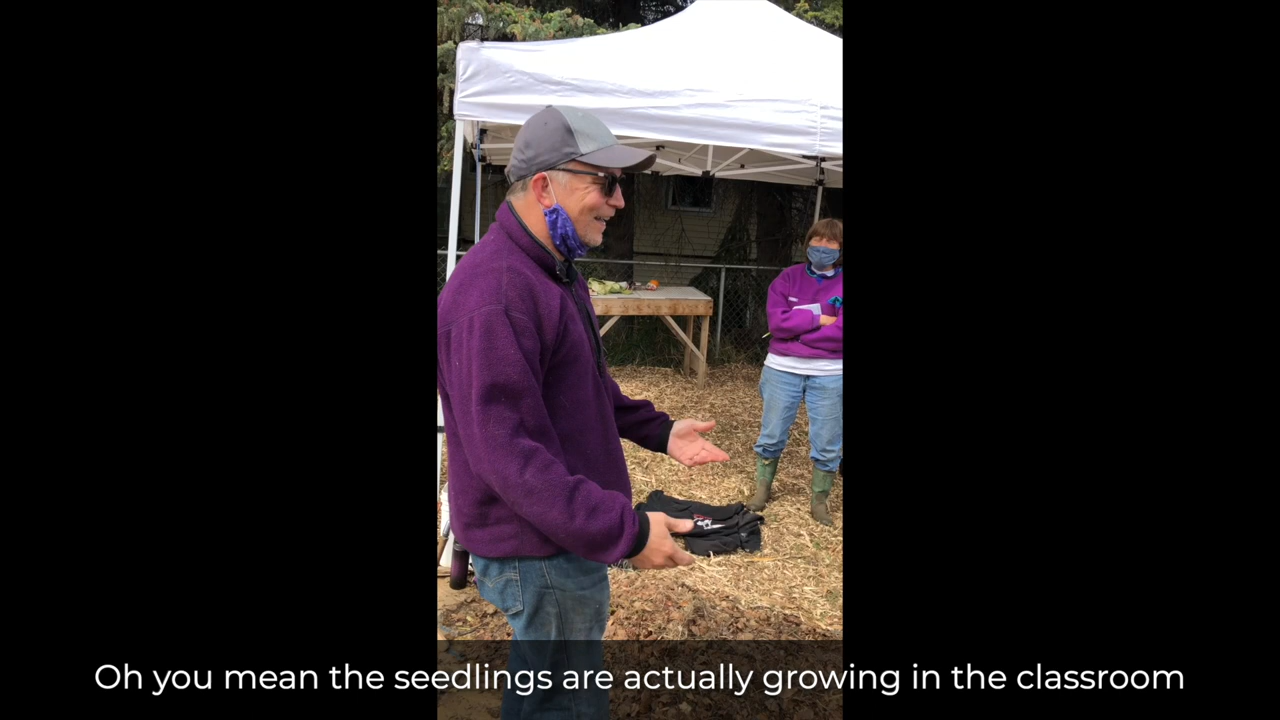 Oh you mean the seedlings are actually growing in the classroom